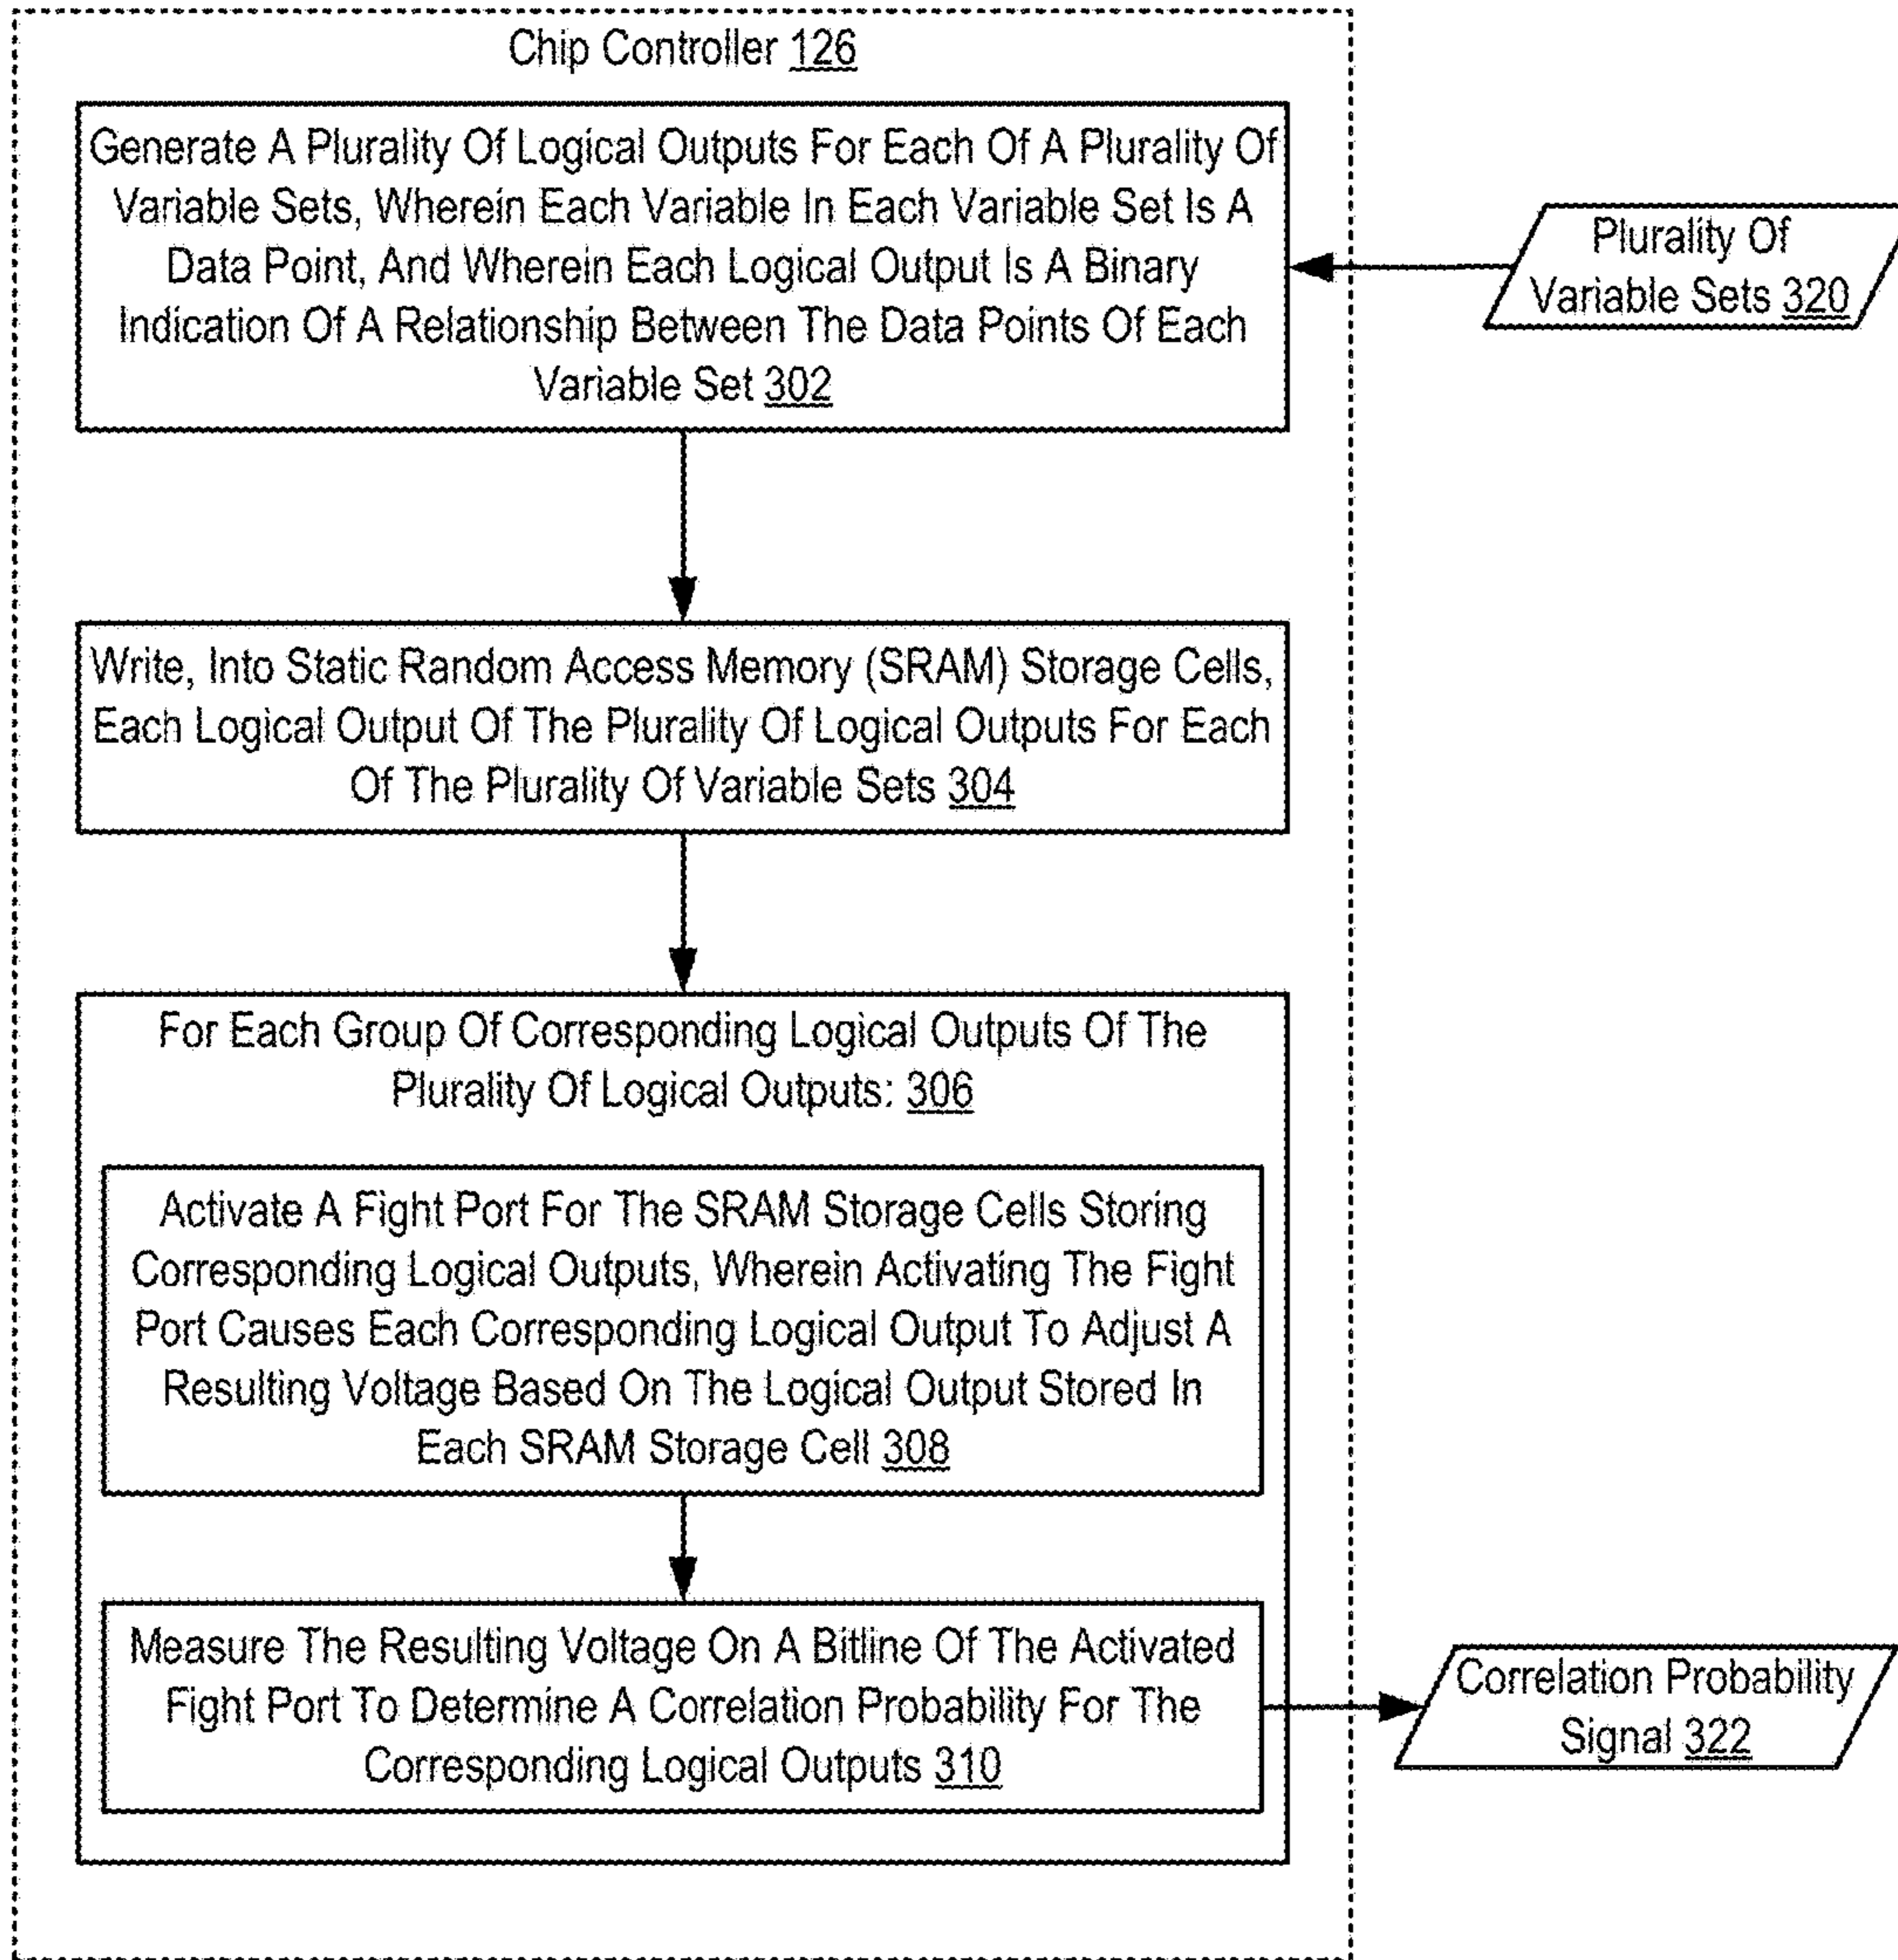 Chip Controller 126
Generate A Plurality Of Logical Outputs For Each Of A Plurality Of
Variable Sets, Wherein Each Variable In Each Variable Set Is A
Data Point, And Wherein Each Logical Output Is A Binary
Indication Of A Relationship Between The Data Points Of Each
Variable Set 302
Plurality Of
Variable Sets 320
Write, Into Static Random Access Memory (SRAM) Storage Cells,
Each Logical Output Of The Plurality Of Logical Outputs For Each
Of The Plurality Of Variable Sets 304
For Each Group Of Corresponding Logical Outputs Of The
Plurality Of Logical Outputs: 306
Activate A Fight Port For The SRAM Storage Cells Storing
Corresponding Logical Outputs, Wherein Activating The Fight
Port Causes Each Corresponding Logical Output To Adjust A
Resulting Voltage Based On The Logical Output Stored In
Each SRAM Storage Cell 308
Measure The Resulting Voltage On A Bitline Of The Activated
Fight Port To Determine A Correlation Probability For The
Corresponding Logical Outputs 310
Correlation Probability
Signal 322